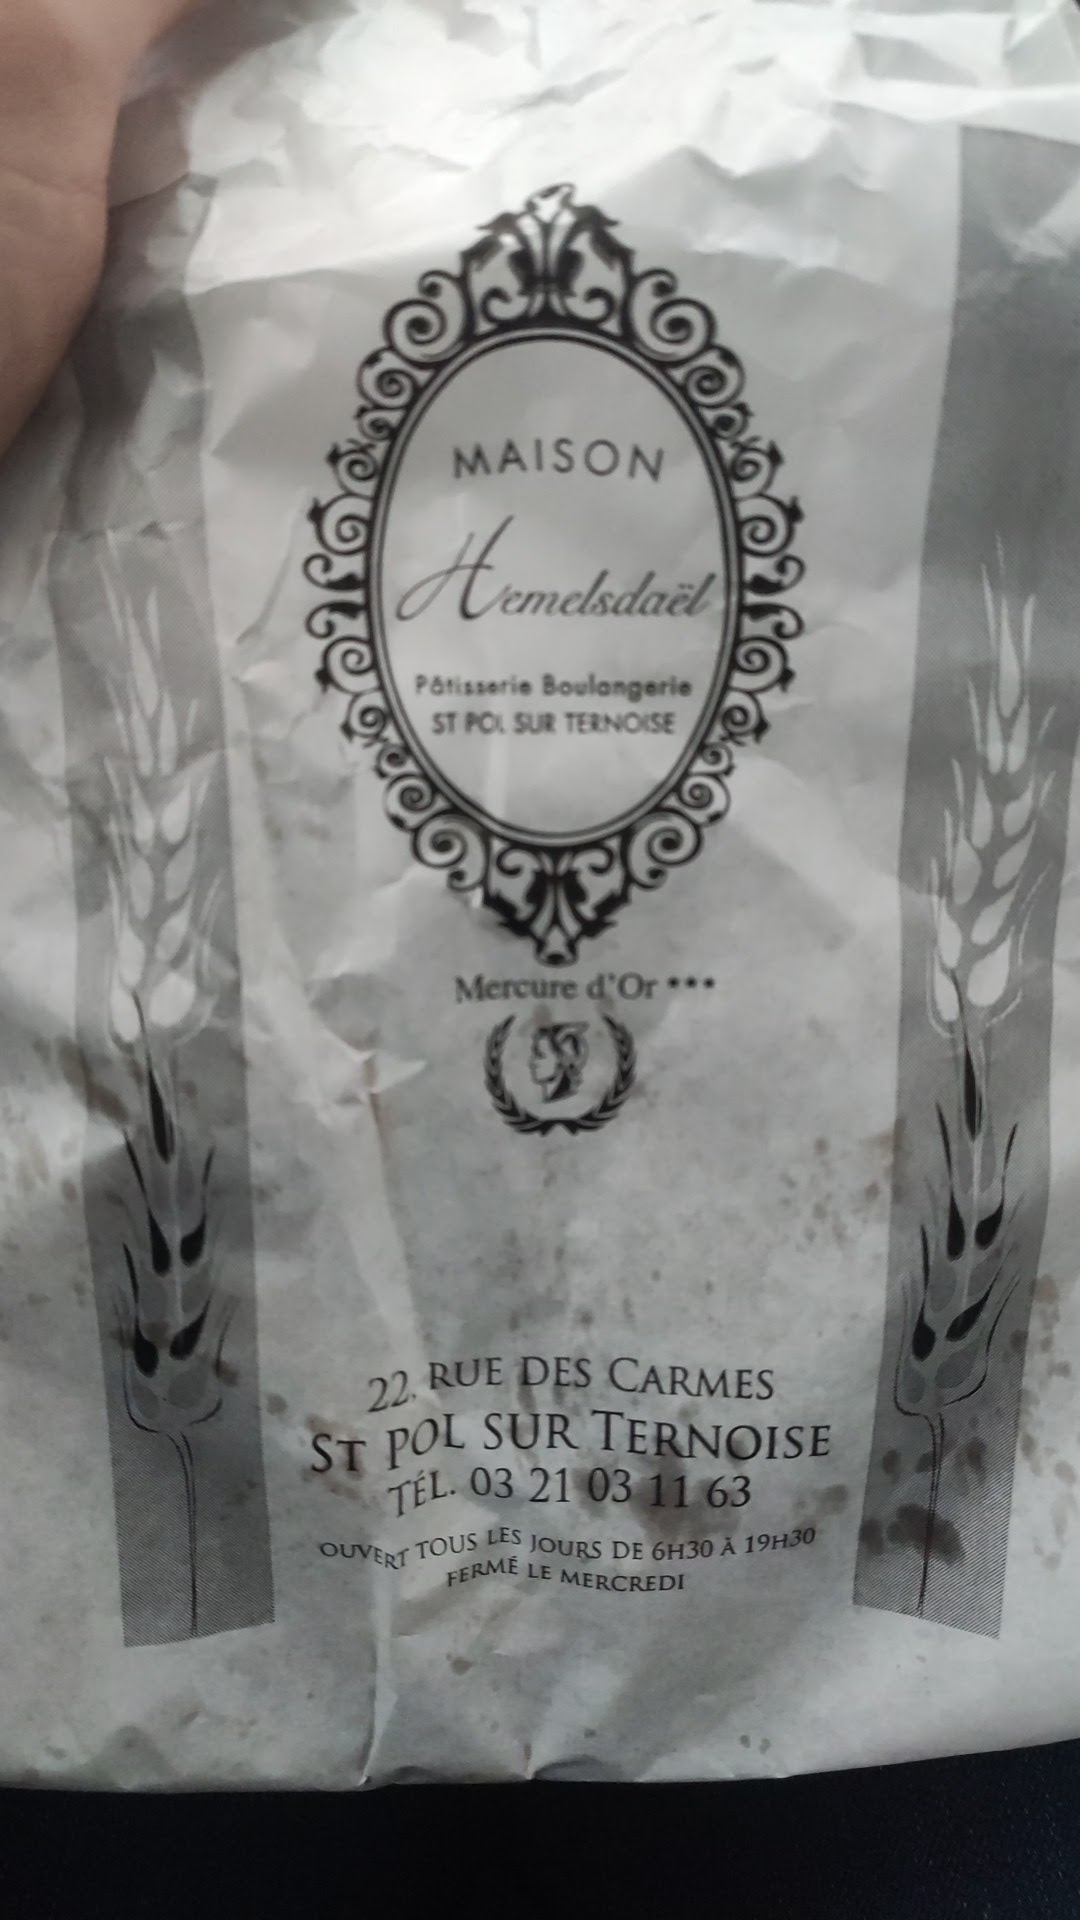 MAISON
Hemelsdaël
Pâtisserie Boulangerie
ST POL SUR TERNOISE
Mercure d'Or ***
22, RUE DES CARMES
ST POL SUR TERNOISE
TÉL. 03 21 03 11 63
OUVERT TOUS LES JOURS DE 6H30 À 19H30
FERMÉ LE MERCREDI